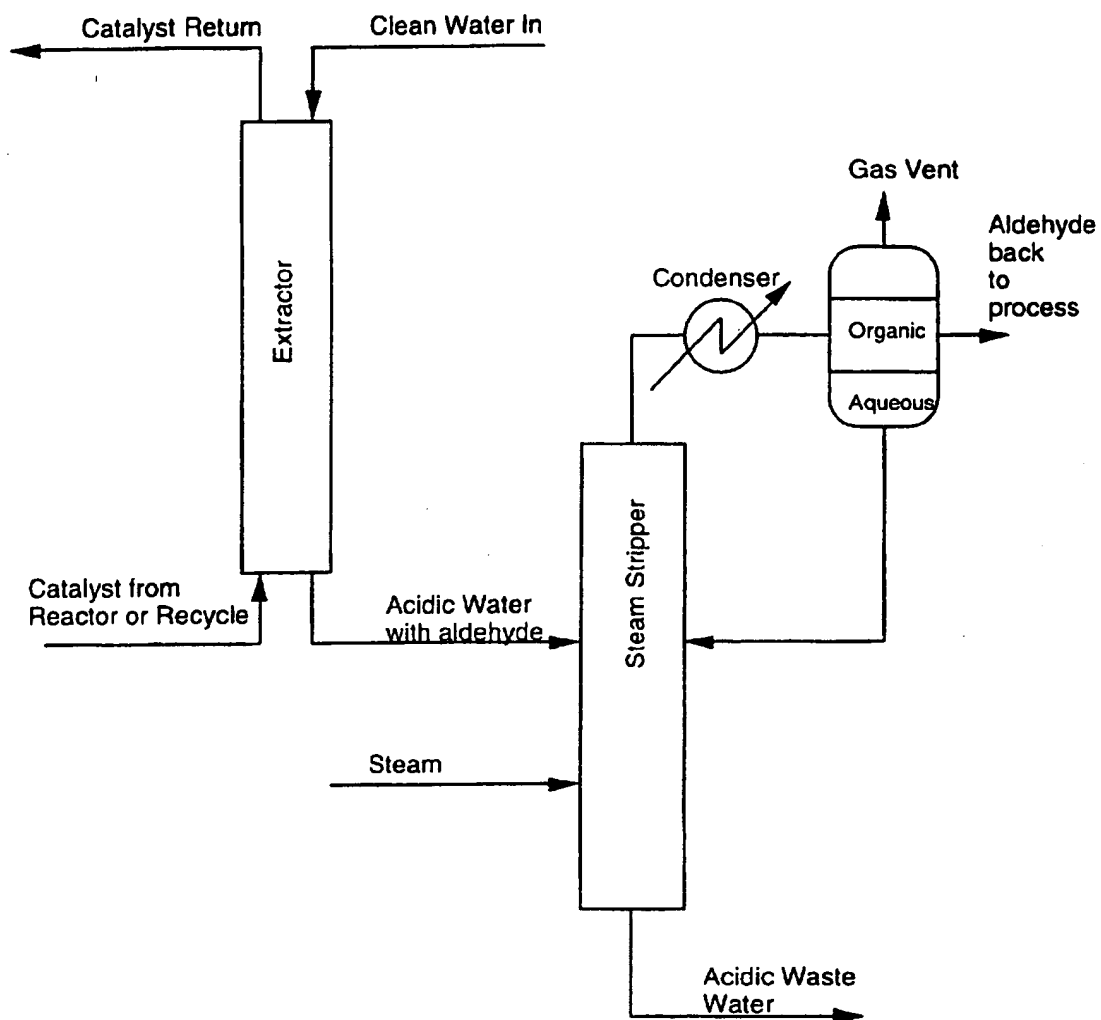 Catalyst Return
Clean Water In
Extractor
Gas Vent
Aldehyde
back
to
process
Condenser
Organic
Aqueous
Catalyst from
Reactor or Recycle
Acidic Water
with aldehyde
Steam Stripper
Steam
Acidic Waste
Water